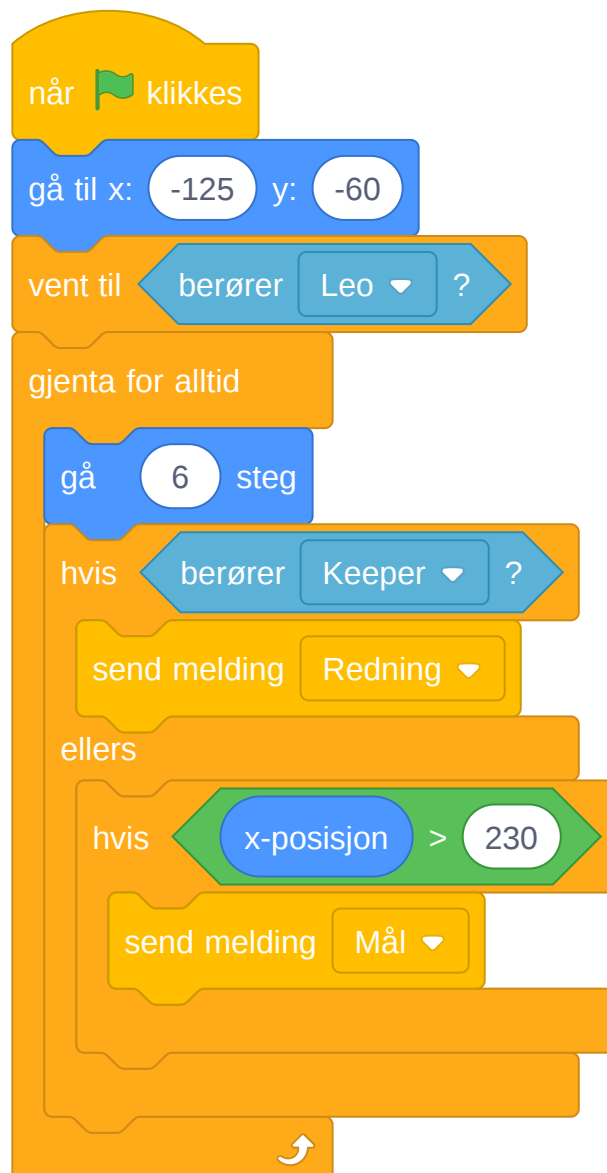 når klikkes
gå til x: -125 y: -60
vent til berører Leo ?
gjenta for alltid
gå 6 steg
hvis berører Keeper ?
send melding Redning
ellers
hvis x-posisjon > 230
send melding Mål